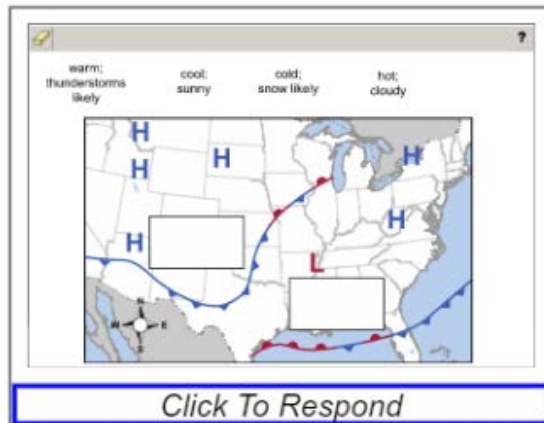 ?
warm;
thunderstorms
likely
cool;
sunny
cold;
snow likely
hot;
cloudy
H
H
H
H
H
H
L
N
W E
S
Click To Respond